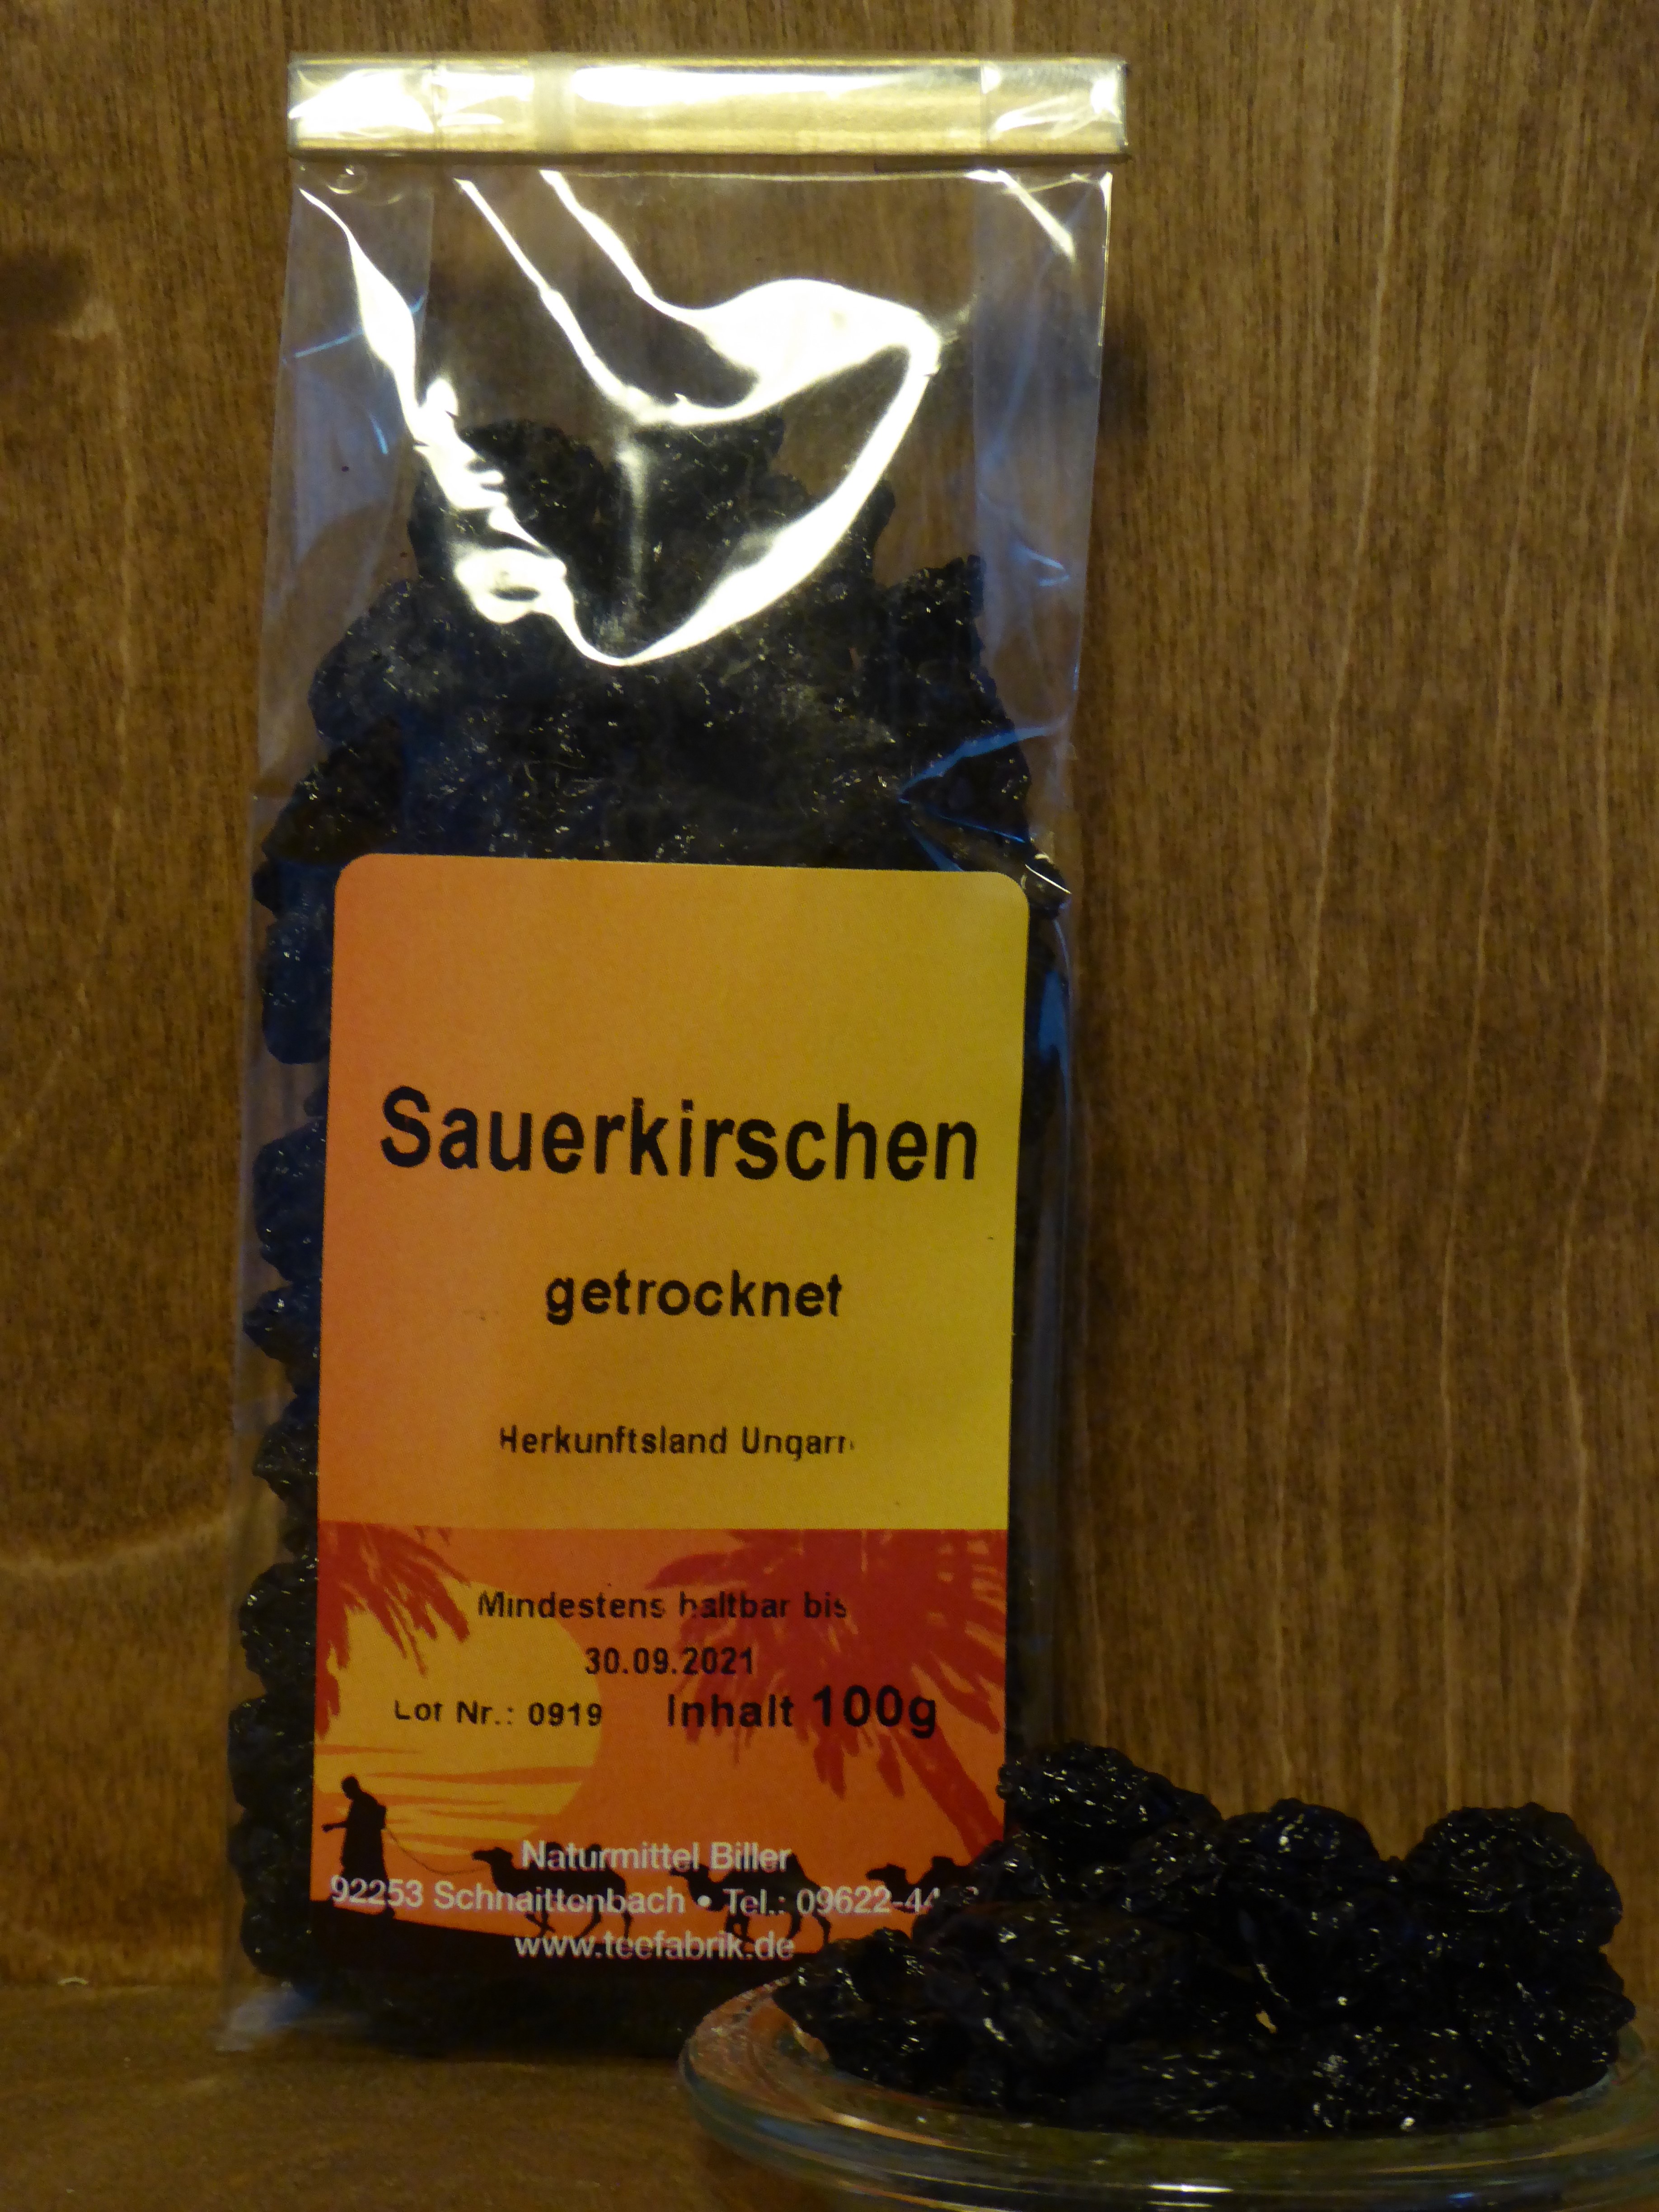 Sauerkirschen
getrocknet
Herkunftsland Ungarn
Mindestens haltbar bis
30.09.2021
Lot Nr.: 0919 Inhalt 100g
Naturmittel Biller
92253 Schnaittenbach • Tel.: 09622-44
www.teefabrik.de